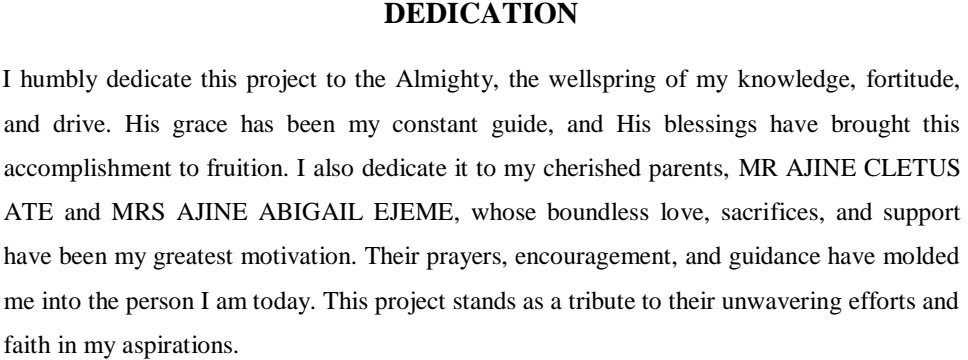 DEDICATION
I humbly dedicate this project to the Almighty, the wellspring of my knowledge, fortitude,
and drive. His grace has been my constant guide, and His blessings have brought this
accomplishment to fruition. I also dedicate it to my cherished parents, MR AJINE CLETUS
ATE and MRS AJINE ABIGAIL EJEME, whose boundless love, sacrifices, and support
have been my greatest motivation. Their prayers, encouragement, and guidance have molded
me into the person I am today. This project stands as a tribute to their unwavering efforts and
faith in my aspirations.